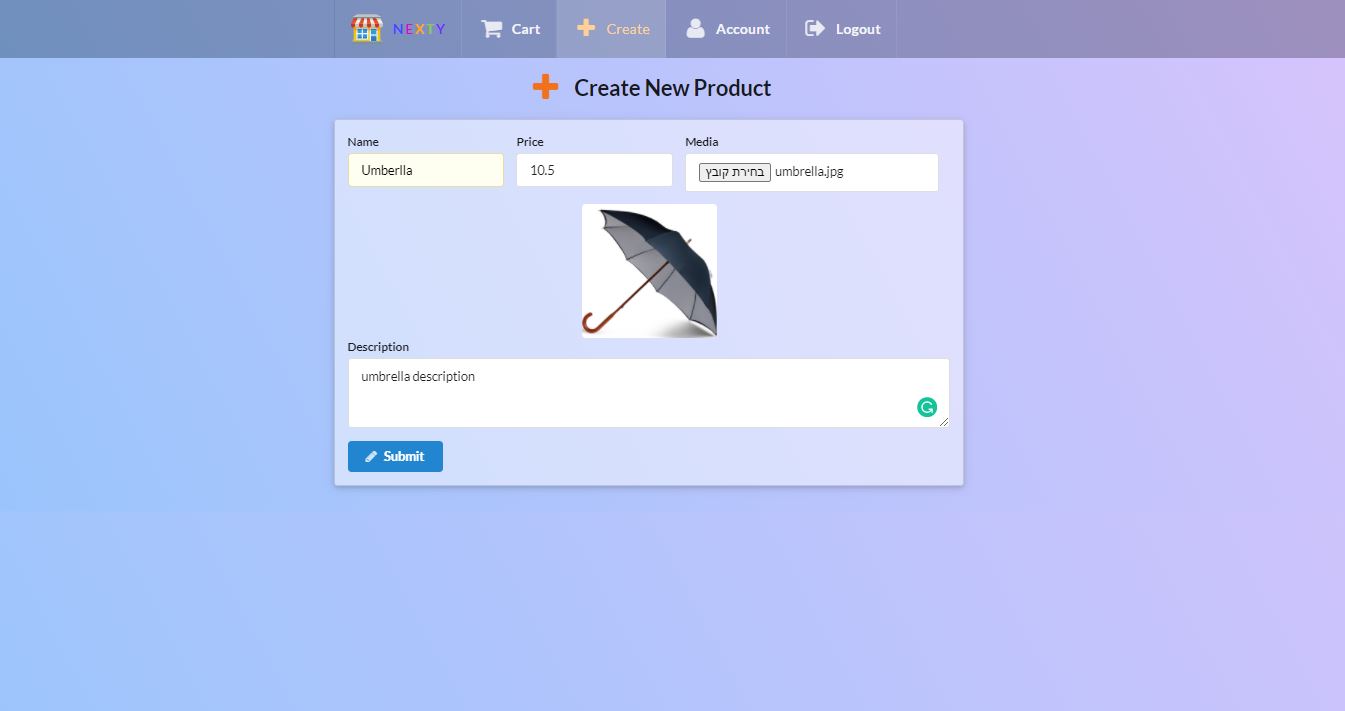 NEXTY Cart Create Account Logout
Create New Product
Name Price Media
Umberlla 10.5 בחירת קובץ umbrella.jpg
Description
umbrella description
Submit